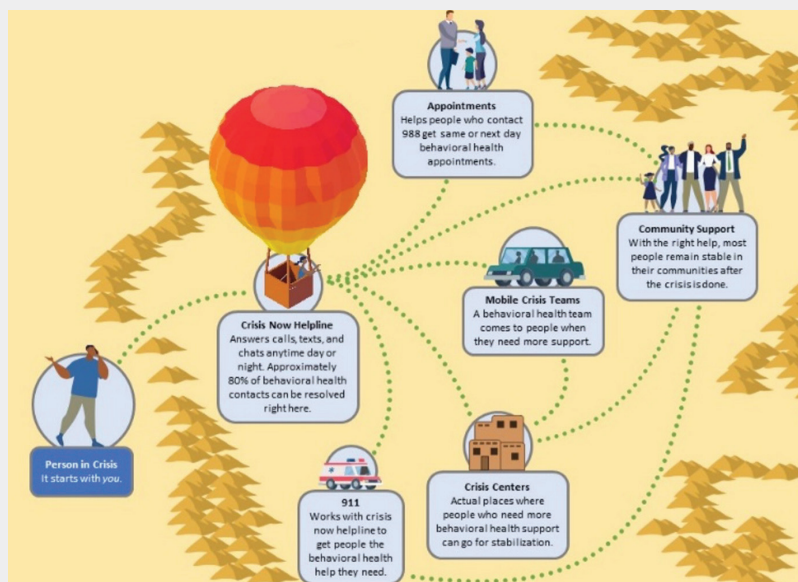 Appointments
Helps people who contact
988 get same or next day
behavioral health
appointments.
Community Support
With the right help, most
people remain stable in
their communities after
the crisis is done.
Mobile Crisis Teams
A behavioral health team
comes to people when
they need more support.
Crisis Now Helpline
Answers calls, texts, and
chats anytime day or
night. Approximately
80% of behavioral health
contacts can be resolved
right here.
Person in Crisis
It starts with you.
911
Works with crisis
now helpline to
get people the
behavioral health
help they need.
Crisis Centers
Actual places where
people who need more
behavioral health support
can go for stabilization.